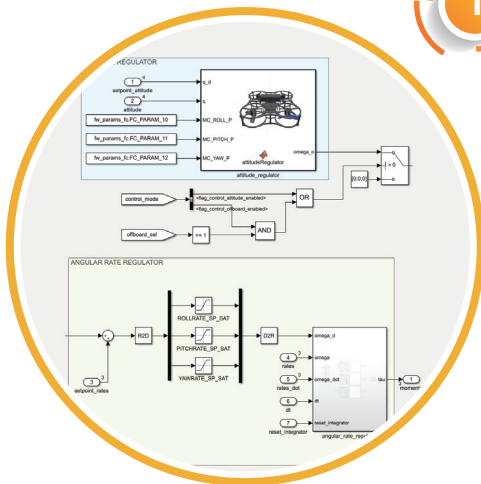 REGULATOR
1
4
setpoint_attitude
q_d
2
4
attitude
q
fw_params_fc.FC_PARAM_10
MC_ROLL_P
fw_params_fc.FC_PARAM_11
MC_PITCH_P
fw_params_fc.FC_PARAM_12
MC_YAW_P
attitudeRegulator
omega_o
attitude_regulator
> 0
[0;0;0]
control_mode
<flag_control_attitude_enabled>
<flag_control_offboard_enabled>
OR
AND
offboard_sel
== 1
ANGULAR RATE REGULATOR
ROLLRATE_SP_SAT
R2D
PITCHRATE_SP_SAT
D2R
YAWRATE_SP_SAT
3
3
setpoint_rates
omega_d
4
3
rates
omega
5
3
rates_dot
omega_dot
tau
3
1
moment
6
dt
dt
7
reset_integrator
reset_integrator